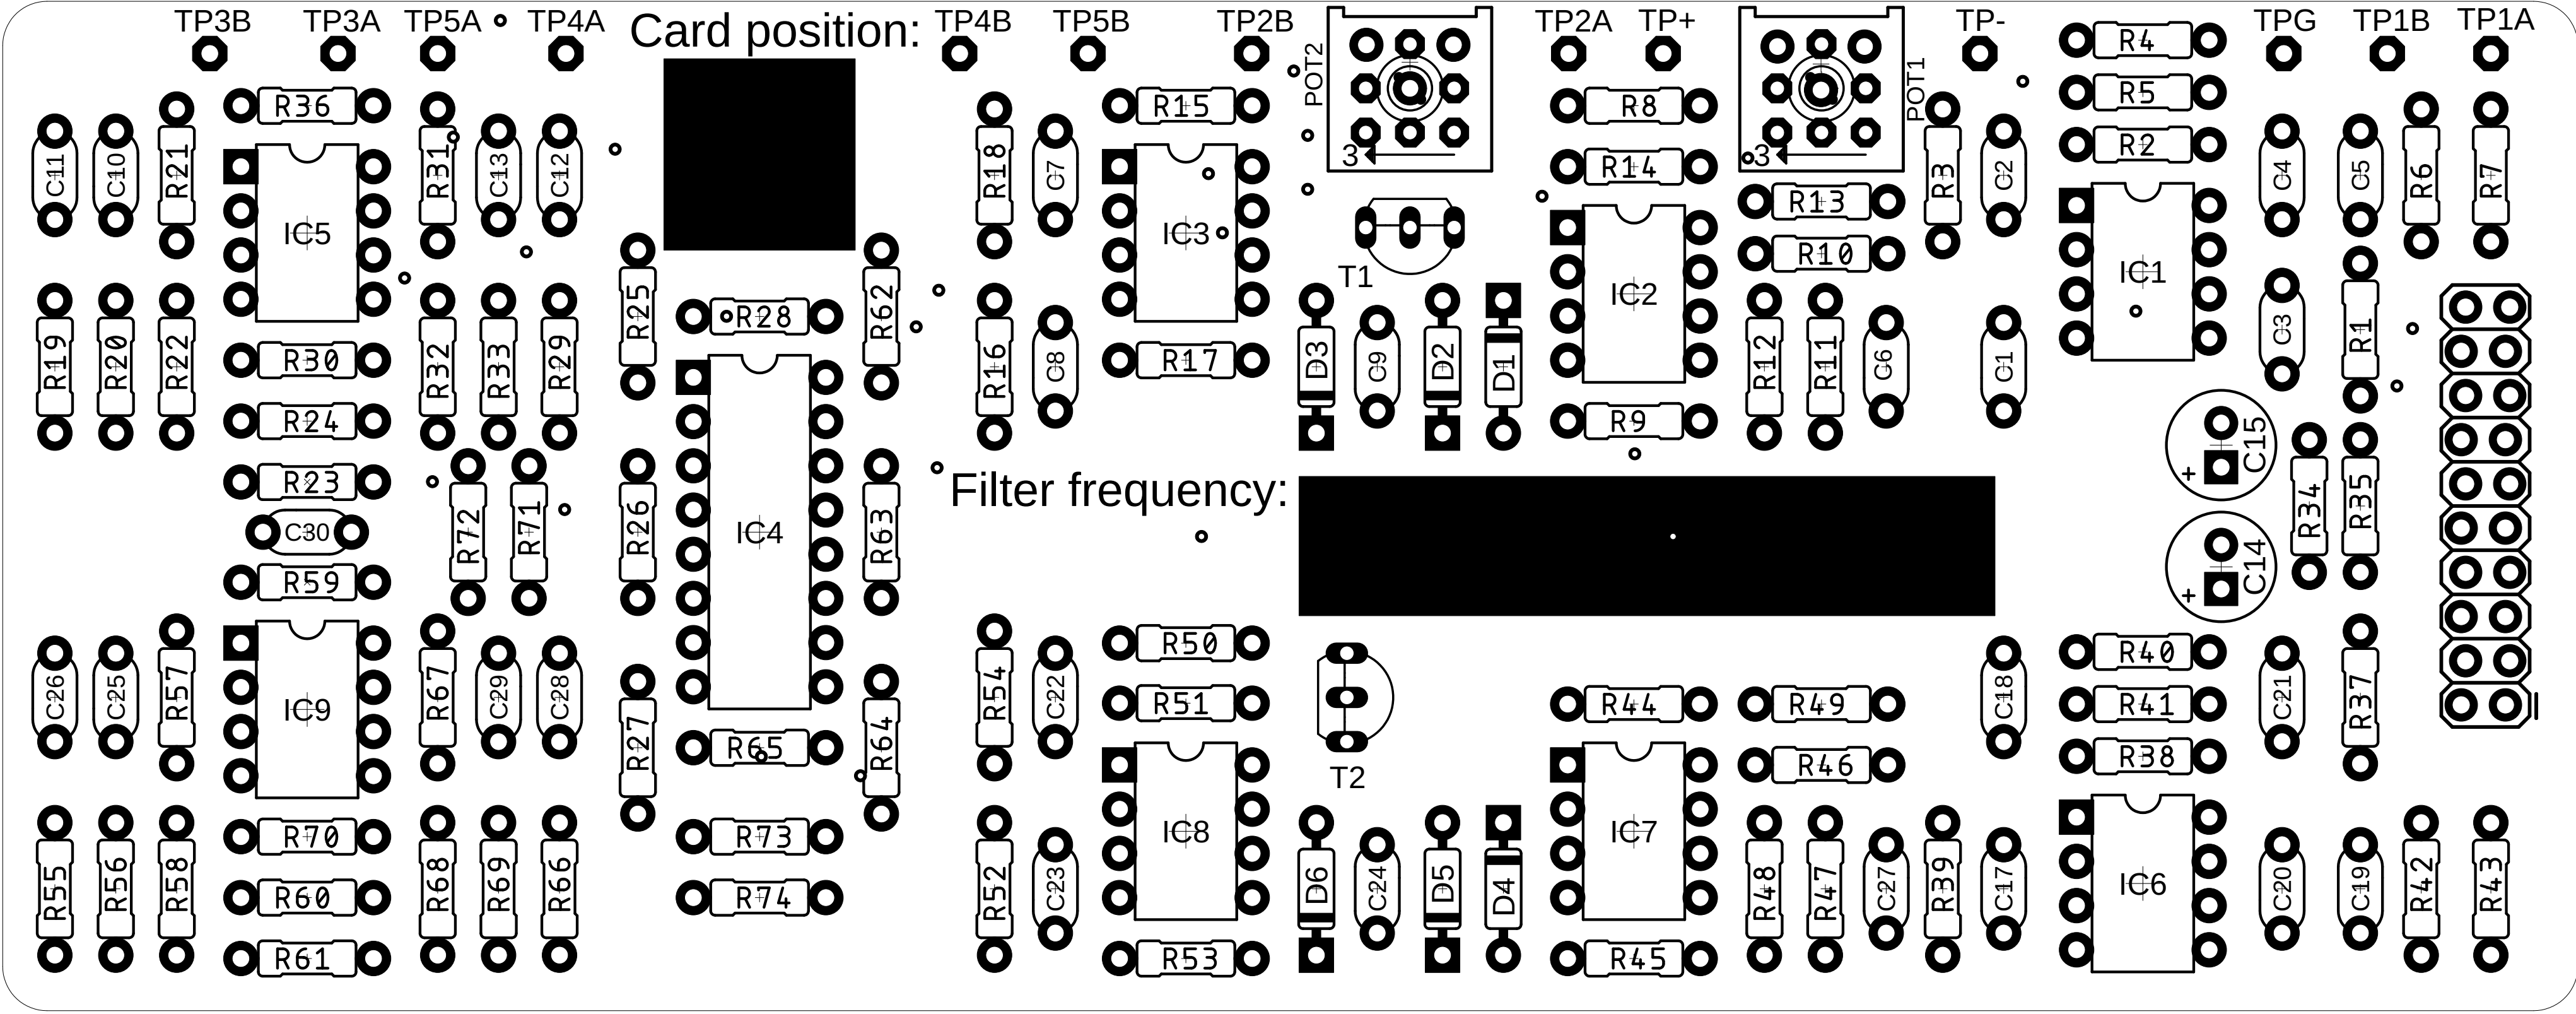 TP3B TP3A TP5A TP4A Card position: TP4B TP5B TP2B TP2A TP+ TP- TPG TP1B TP1A
POT2 POT1
R4
R5
R36 R15 R8 R2
C11 C10 R21 R31 C13 C12 R18 C7 3 R14 3 R3 C2 C4 C5 R6 R7
R13
IC5 IC3 R10
T1 IC2 IC1
R25 R28 R62 C3 R1
R19 R20 R22 R30 R32 R33 R29 R16 C8 R17 D3 C9 D2 D1 R12 R11 C6 C1
R24 R9
+ C15
R23 Filter frequency:
R72 R71 R26 IC4 R63 R34 R35
C30
R59 + C14
R50 R40
C26 C25 R57 IC9 R67 C29 C28 R54 C22 R51 R44 R49 C18 R41 C21 R37
R27 R65 R64 T2 R46 R38
R70 R73 IC8 IC7
R55 R56 R58 R60 R68 R69 R66 R74 R52 C23 D6 C24 D5 D4 R48 R47 C27 R39 C17 IC6 C20 C19 R42 R43
R61 R53 R45